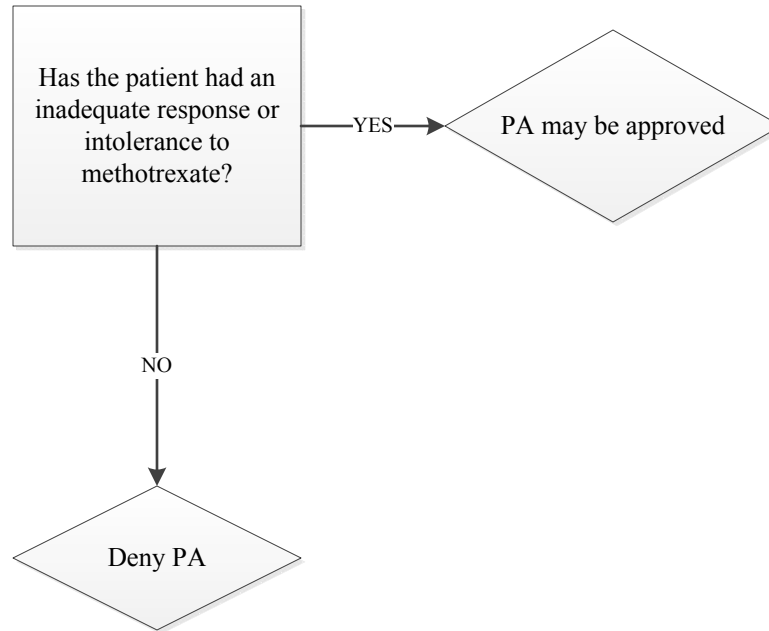 Has the patient had an
inadequate response or
intolerance to
methotrexate?
YES
PA may be approved
NO
Deny PA